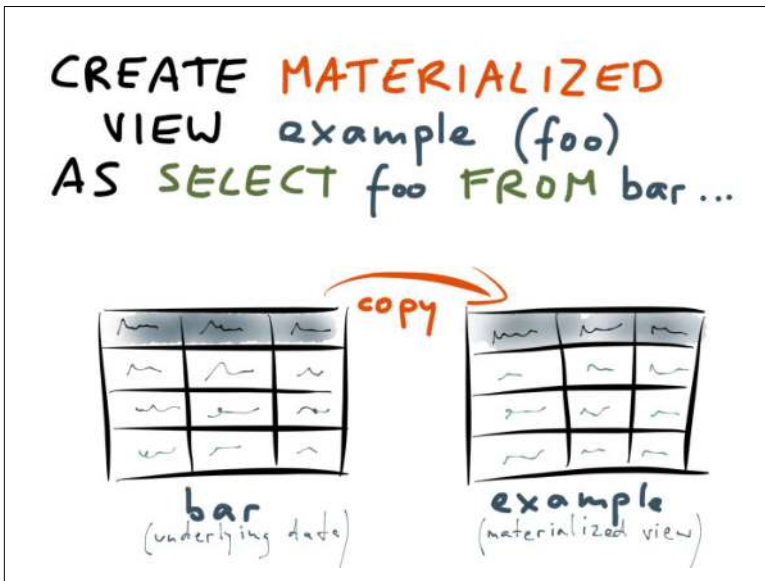 CREATE MATERIALIZED
VIEW example (foo)
AS SELECT foo FROM bar...
copy
bar
(underlying data)
example
(materialized view)